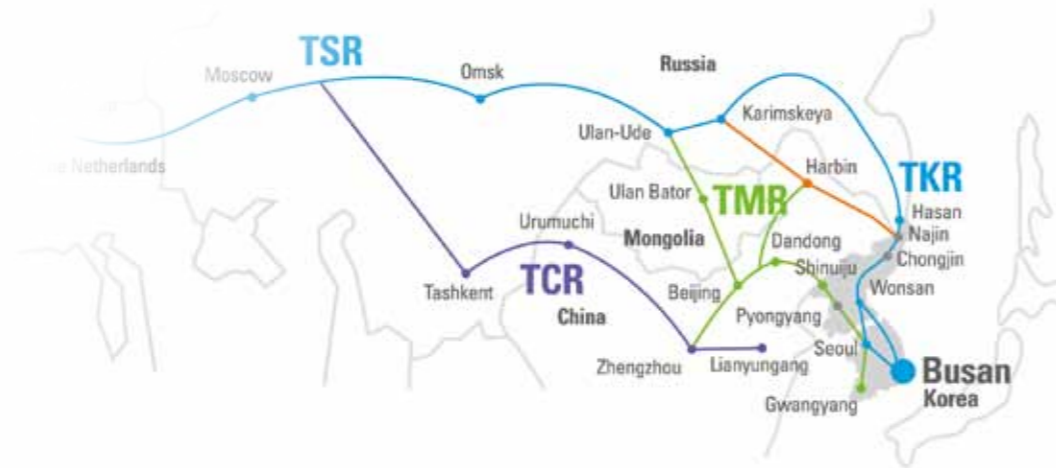 TSR
Moscow
Omsk
Russia
Karimskeya
Ulan-Ude
Netherlands
Harbin
TKR
Ulan Bator
TMR
Hasan
Urumuchi
Najin
Mongolia
Dandong
Chongjin
Shinuiju
Tashkent
TCR
Beijing
Wonsan
China
Pyongyang
Seoul
Zhengzhou
Lianyungang
Busan
Korea
Gwangyang